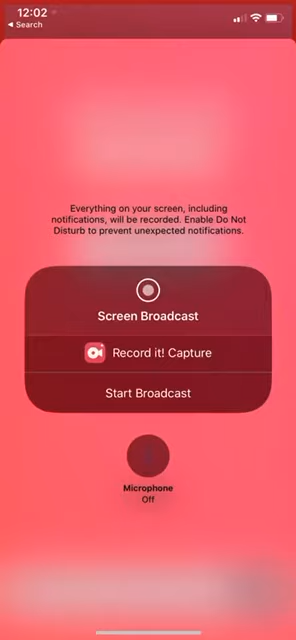 12:02
◀ Search
Everything on your screen, including
notifications, will be recorded. Enable Do Not
Disturb to prevent unexpected notifications.
Screen Broadcast
Record it! Capture
Start Broadcast
Microphone
Off